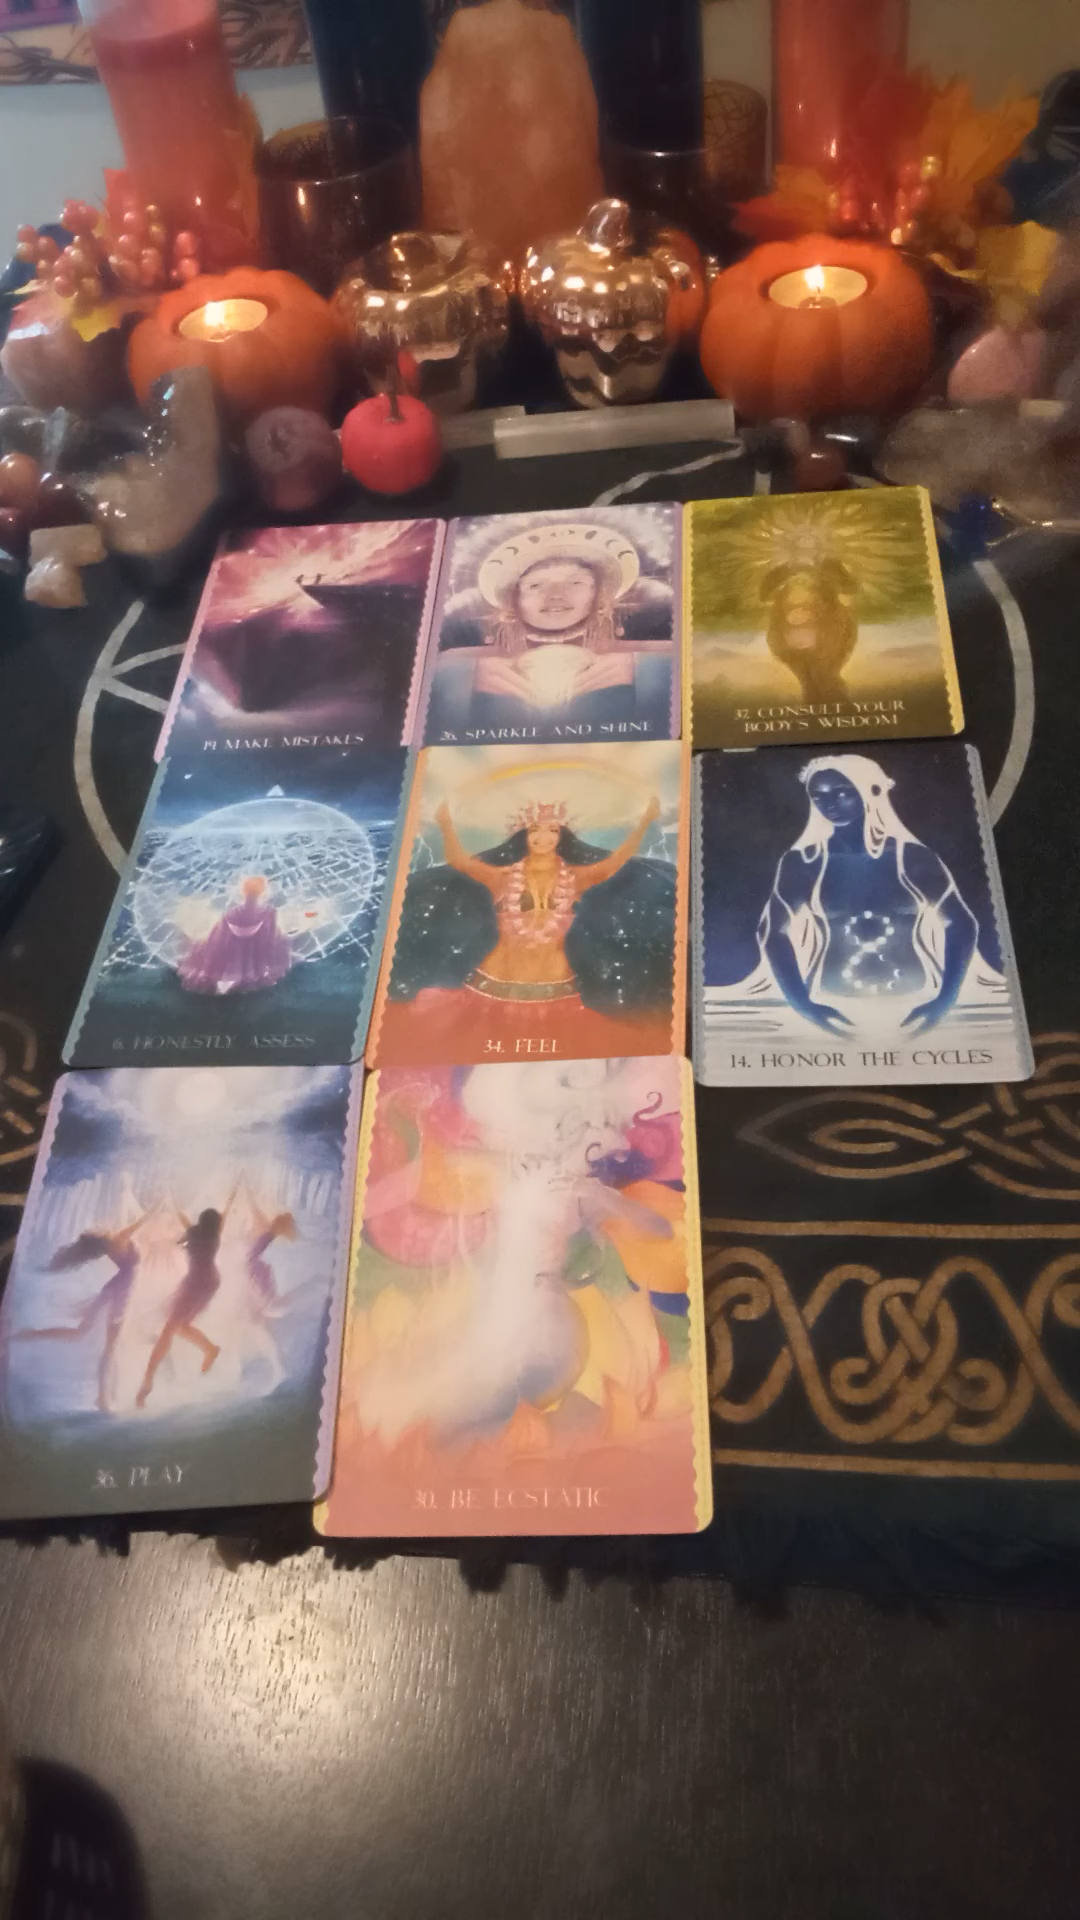 19. MAKE MISTAKES
26. SPARKLE AND SHINE
37. CONSULT YOUR
BODY'S WISDOM
6. HONESTLY ASSESS
34. FEEL
14. HONOR THE CYCLES
36. PLAY
30. BE ECSTATIC